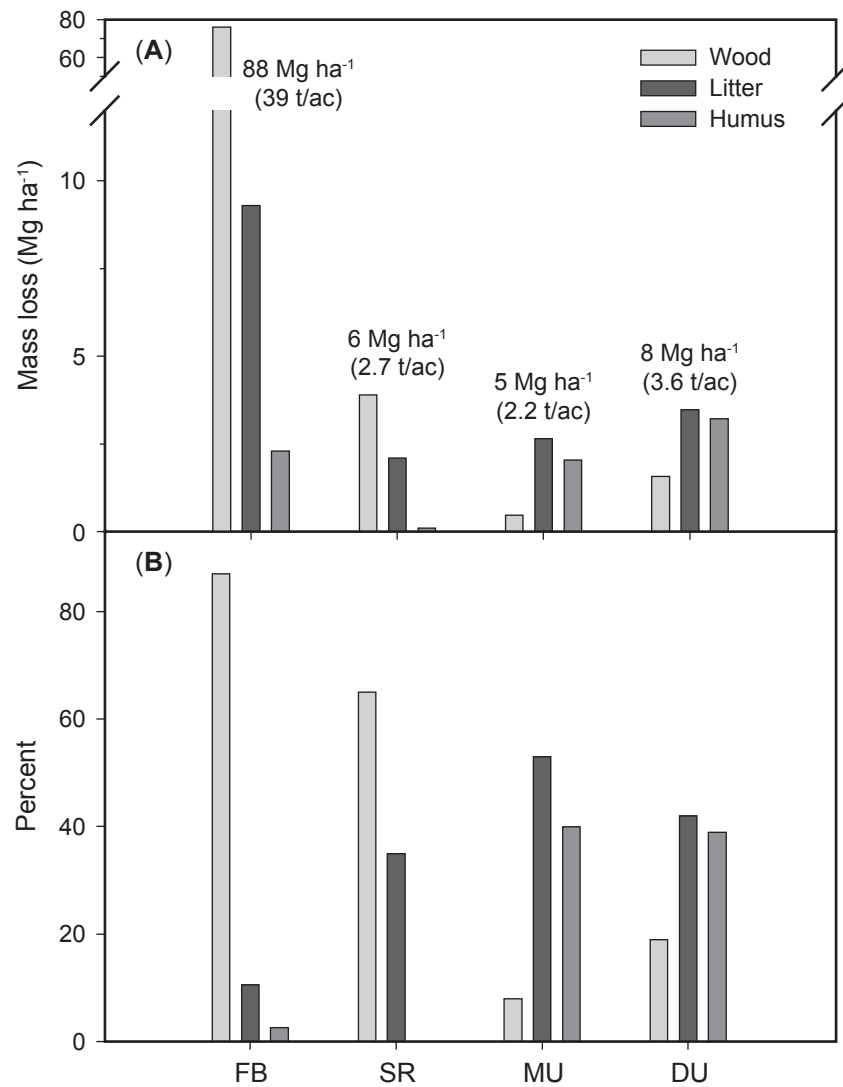 (A)
Wood
Litter
Humus
88 Mg ha⁻¹
(39 t/ac)
6 Mg ha⁻¹
(2.7 t/ac)
5 Mg ha⁻¹
(2.2 t/ac)
8 Mg ha⁻¹
(3.6 t/ac)
Mass loss (Mg ha⁻¹)
80
60
10
5
0
(B)
Percent
80
60
40
20
0
FB SR MU DU